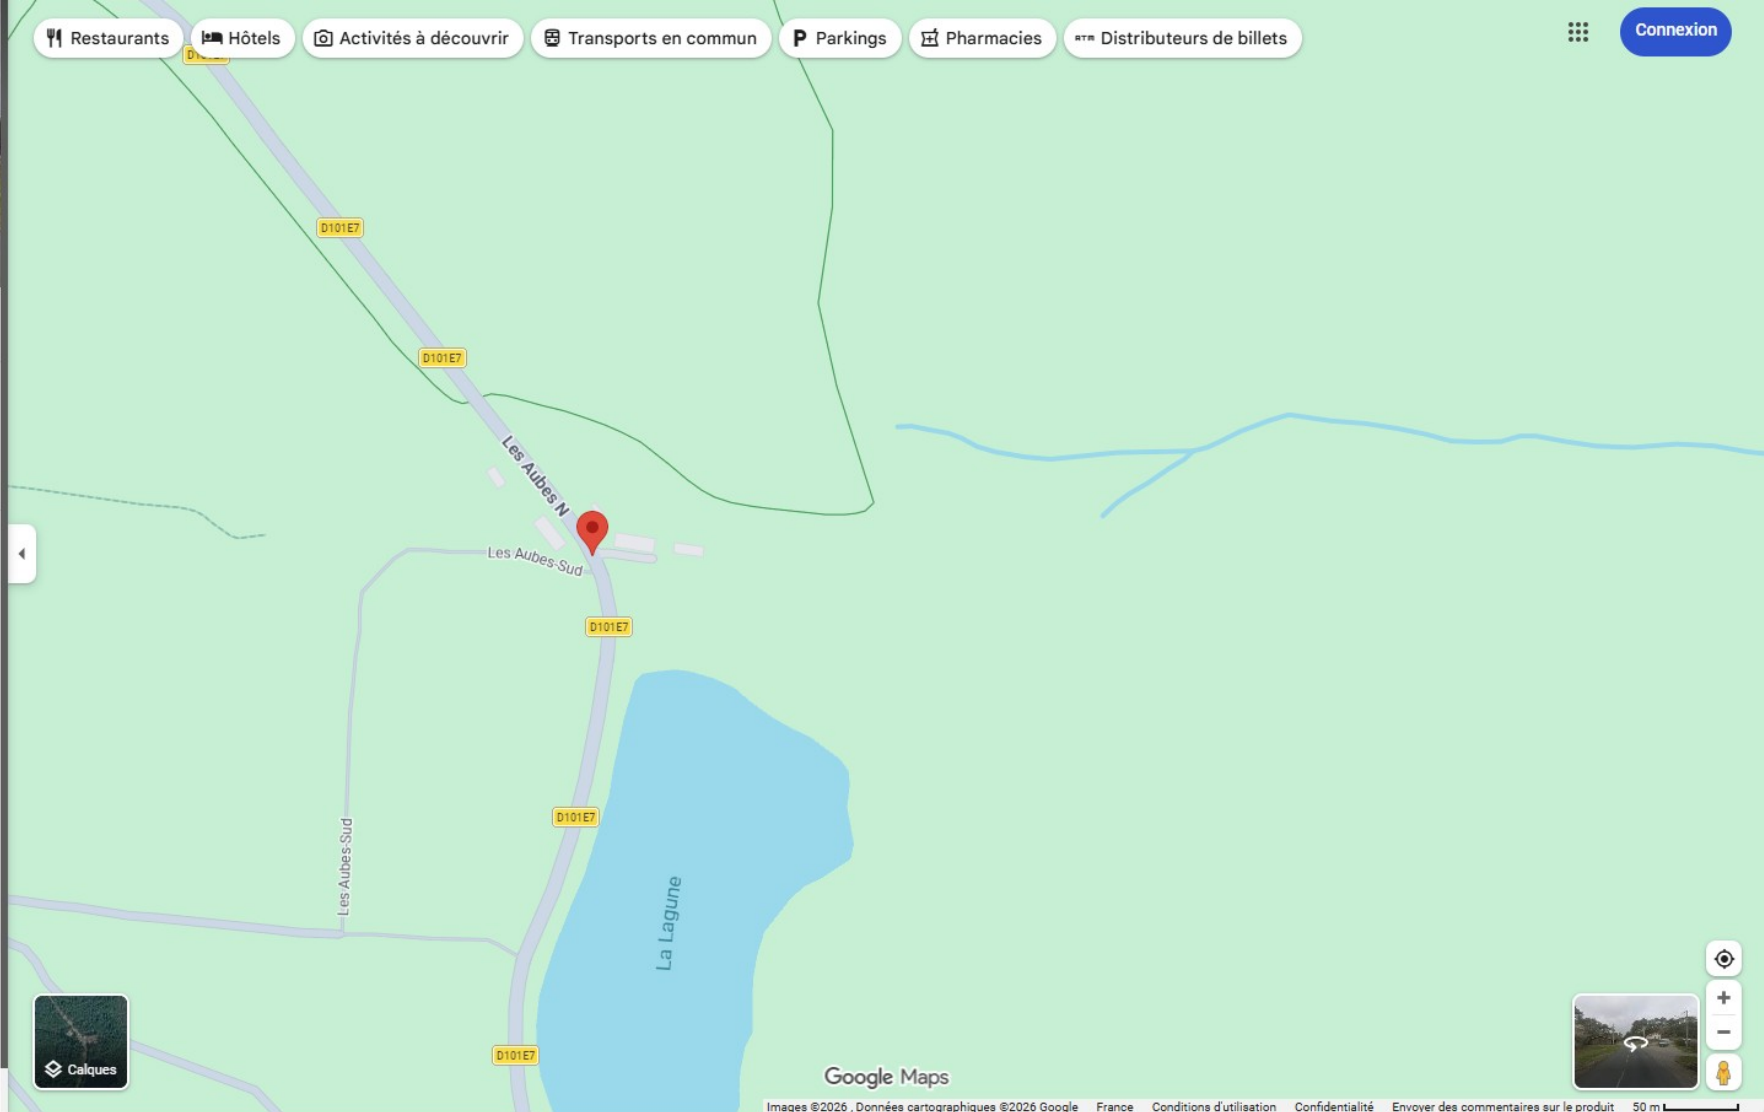 Restaurants
Hôtels
Activités à découvrir
Transports en commun
P Parkings
Pharmacies
ATM Distributeurs de billets
Connexion
D101E7
D101E7
Les Aubes N
Les Aubes-Sud
D101E7
D101E7
Les Aubes-Sud
La Lagune
D101E7
Calques
Google Maps
Images ©2026 , Données cartographiques ©2026 Google France Conditions d'utilisation Confidentialité Envoyer des commentaires sur le produit 50 m